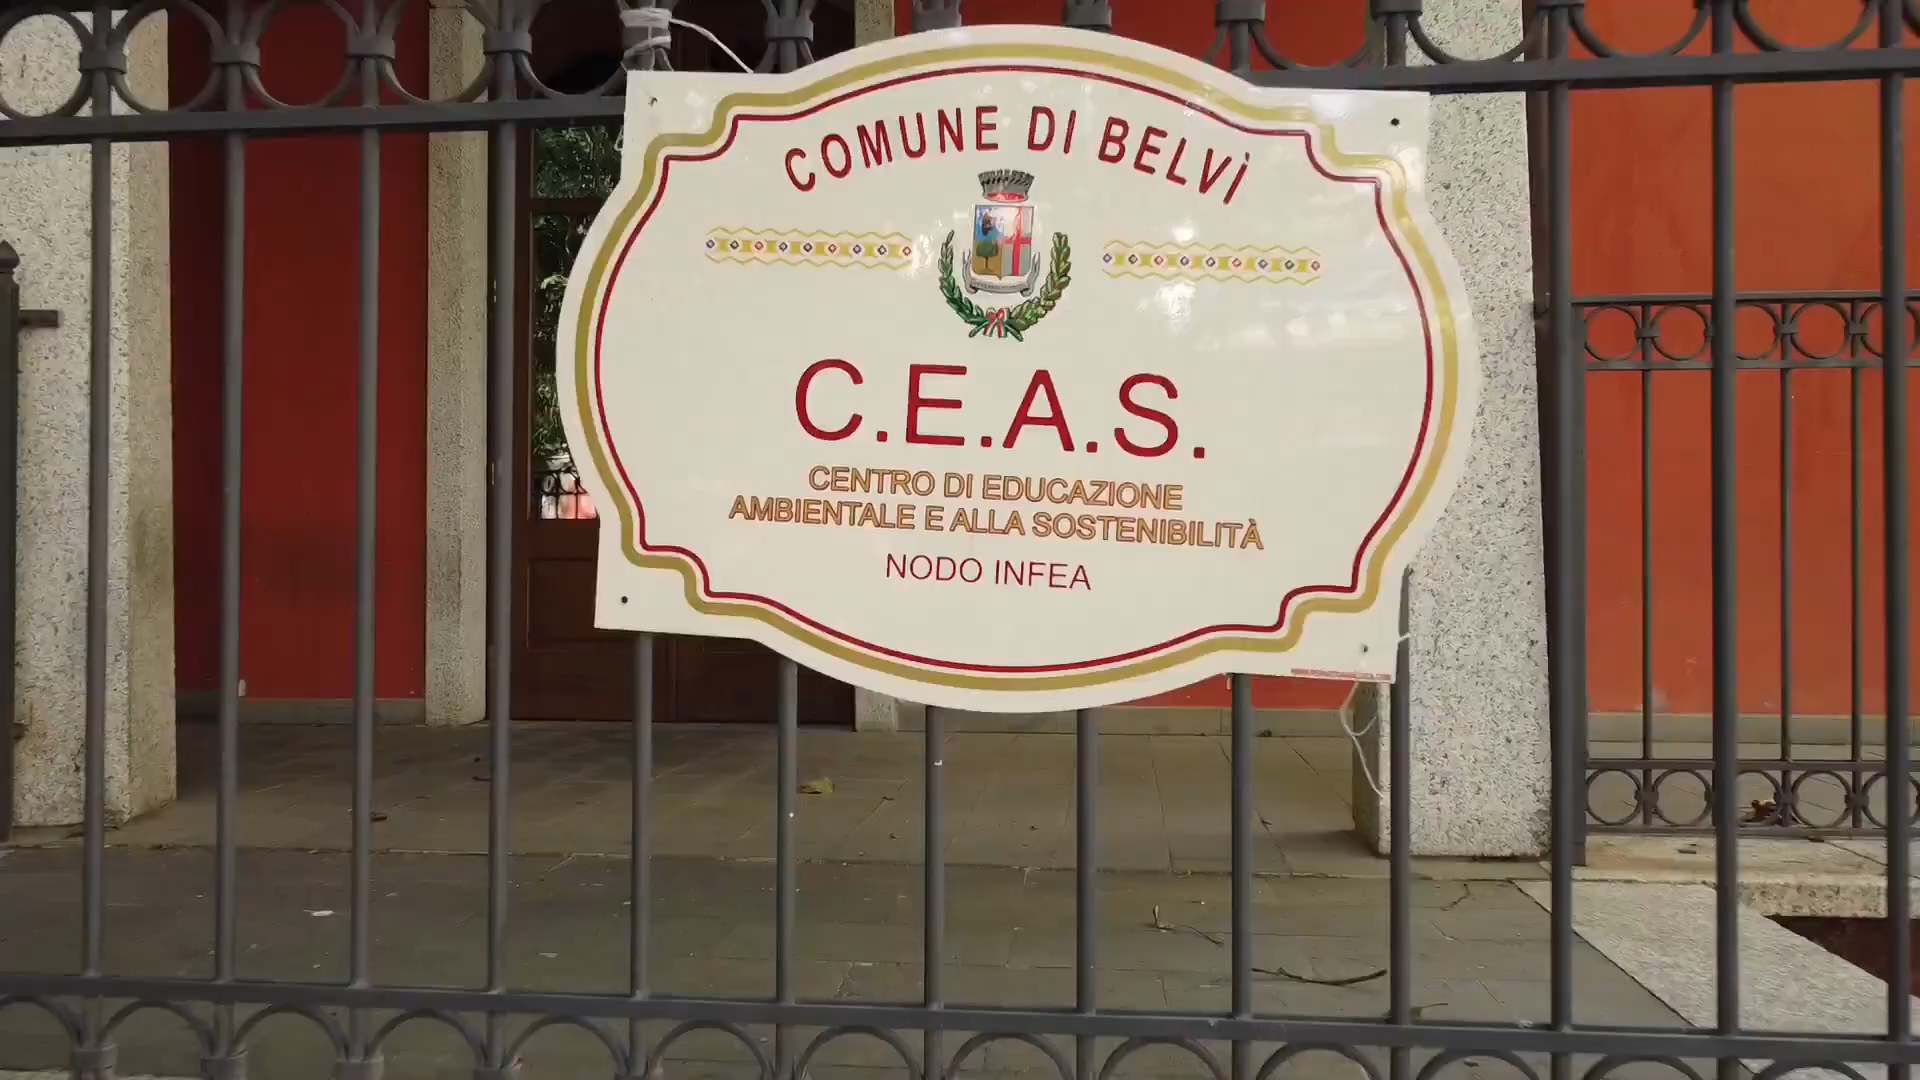 COMUNE DI BELVÌ
C.E.A.S.
CENTRO DI EDUCAZIONE
AMBIENTALE E ALLA SOSTENIBILITÀ
NODO INFEA